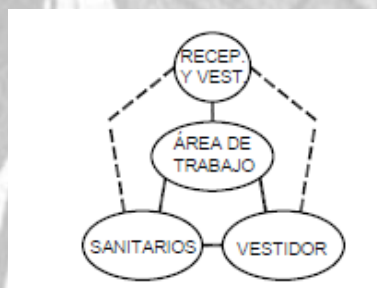 RECEP.
Y VEST.
ÁREA DE
TRABAJO
SANITARIOS
VESTIDOR